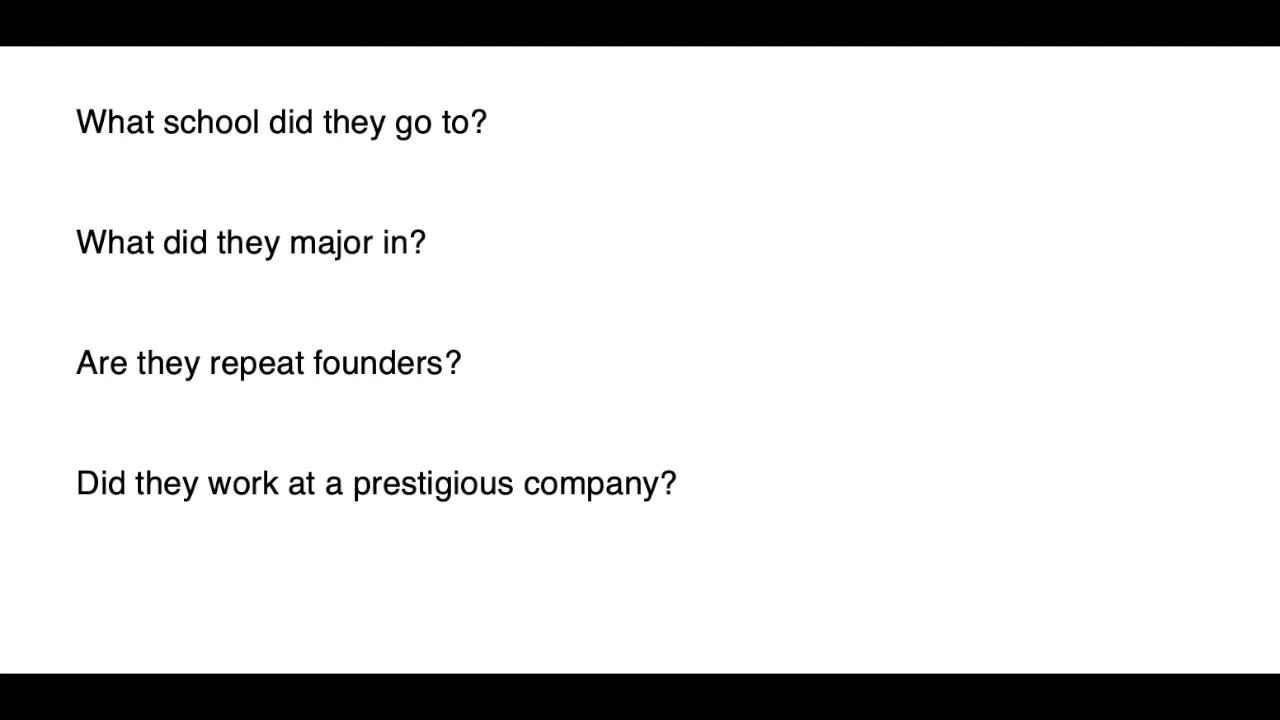 What school did they go to?
What did they major in?
Are they repeat founders?
Did they work at a prestigious company?